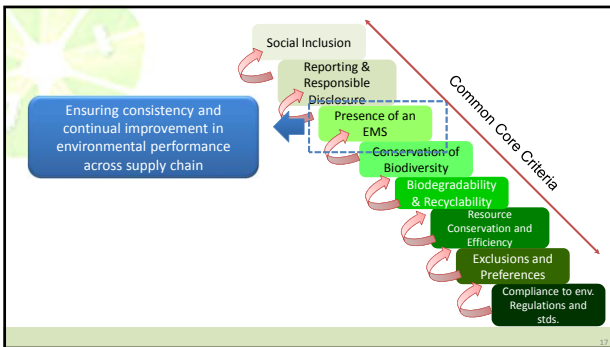 Social Inclusion
Reporting &
Responsible
Disclosure
Ensuring consistency and
continual improvement in
environmental performance
across supply chain
Presence of an
EMS
Conservation of
Biodiversity
Biodegradability
& Recyclability
Resource
Conservation and
Efficiency
Exclusions and
Preferences
Compliance to env.
Regulations and
stds.
Common Core Criteria
17